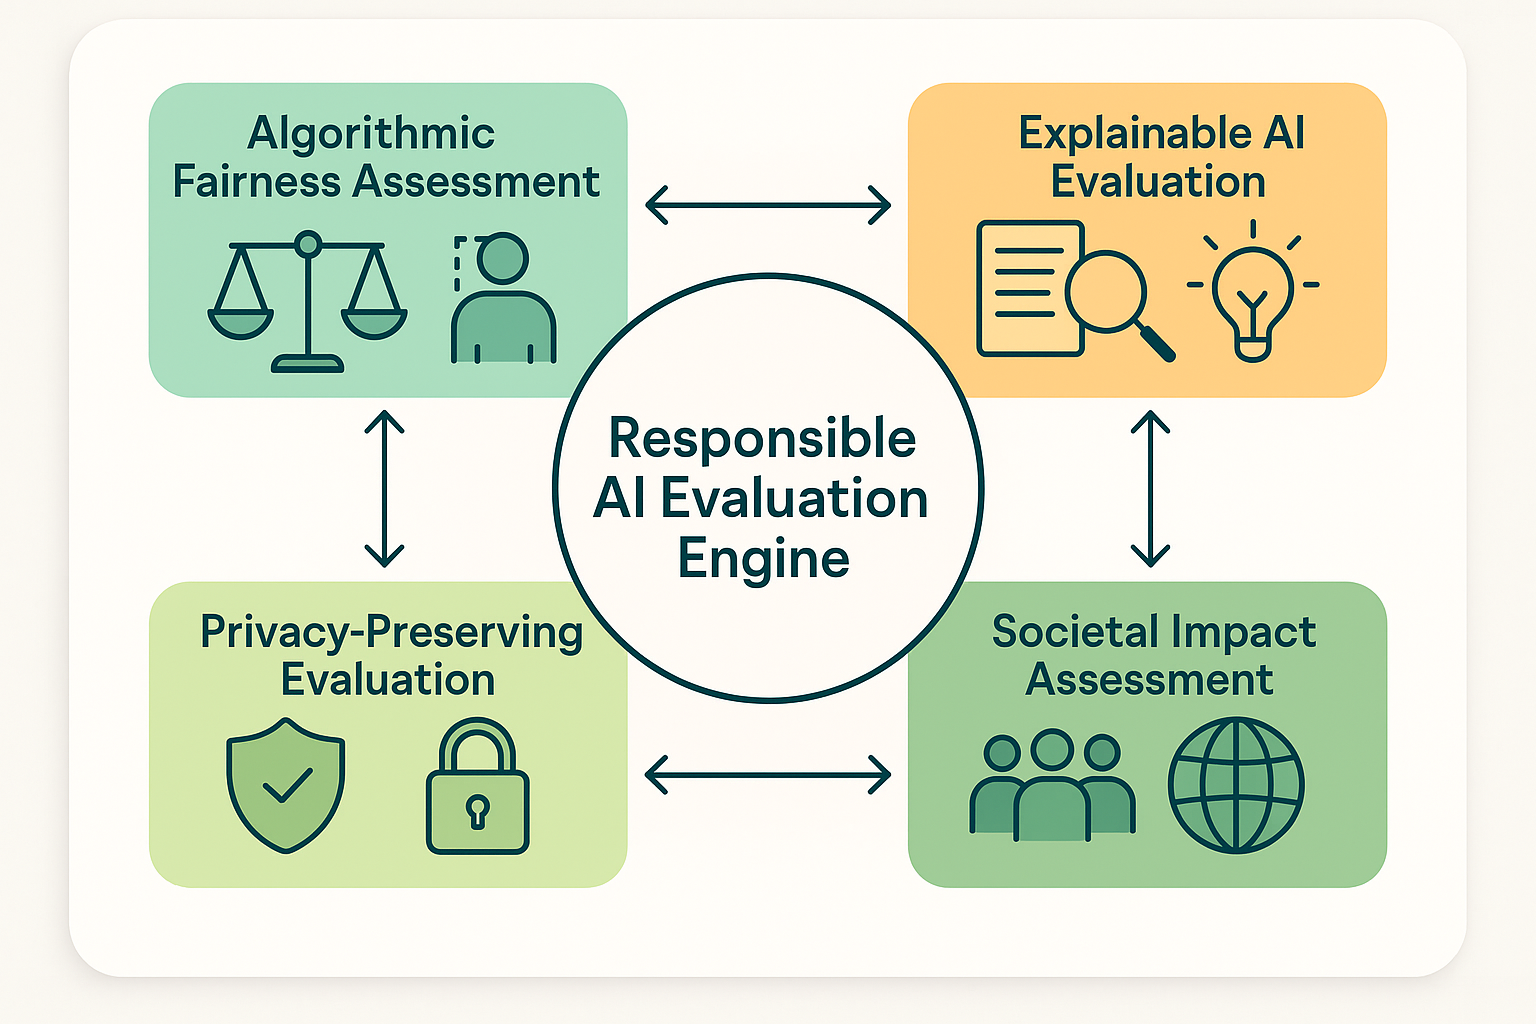 Algorithmic
Fairness Assessment
Explainable AI
Evaluation
Responsible
AI Evaluation
Engine
Privacy-Preserving
Evaluation
Societal Impact
Assessment